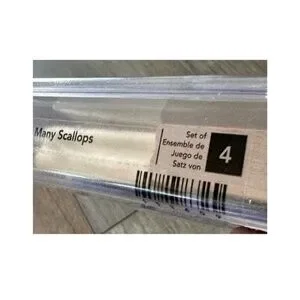 Many Scallops
Set of
Ensemble de
Juego de
Satz von
4